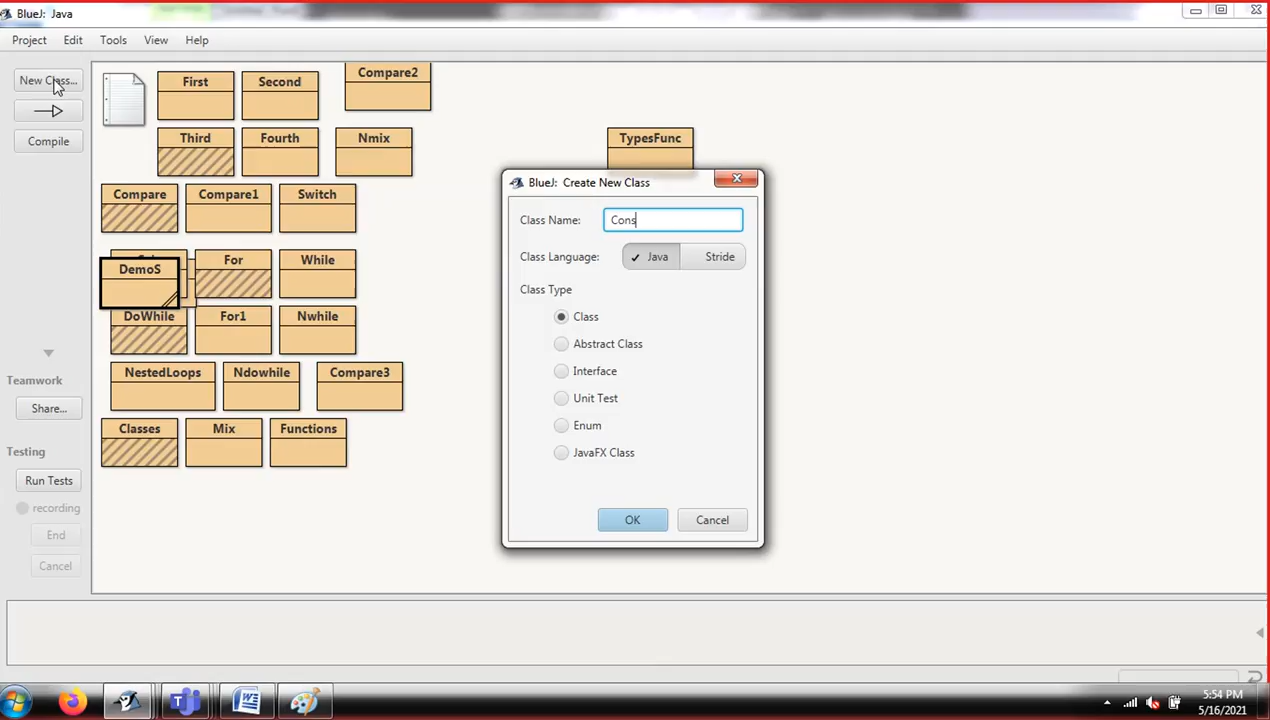 BlueJ: Java
Project Edit Tools View Help
New Class...
Compile
First Second Compare2
Third Fourth Nmix TypesFunc
Compare Compare1 Switch
DemoS For While
DoWhile For1 Nwhile
NestedLoops Ndowhile Compare3
Classes Mix Functions
Teamwork
Share...
Testing
Run Tests
recording
End
Cancel
BlueJ: Create New Class
Class Name: Cons
Class Language: Java Stride
Class Type
Class
Abstract Class
Interface
Unit Test
Enum
JavaFX Class
OK Cancel
5:54 PM
5/16/2021